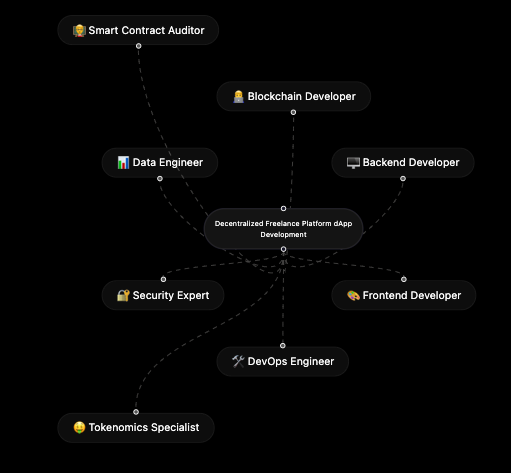 Smart Contract Auditor
Blockchain Developer
Data Engineer
Backend Developer
Decentralized Freelance Platform dApp
Development
Security Expert
Frontend Developer
DevOps Engineer
Tokenomics Specialist